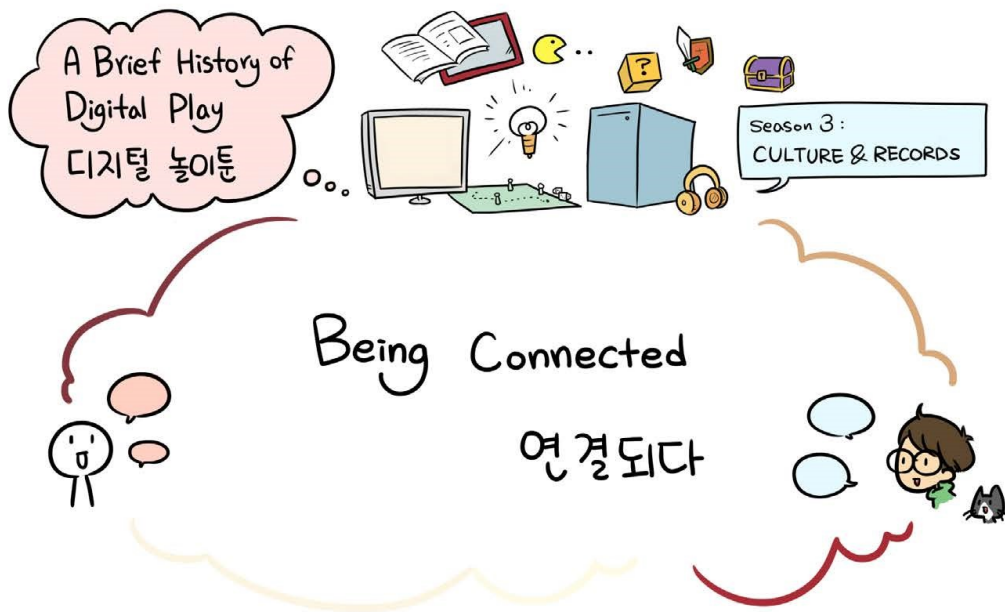 A Brief History of
Digital Play
디지털 놀이툰
?
Season 3:
CULTURE & RECORDS
Being Connected
연결되다